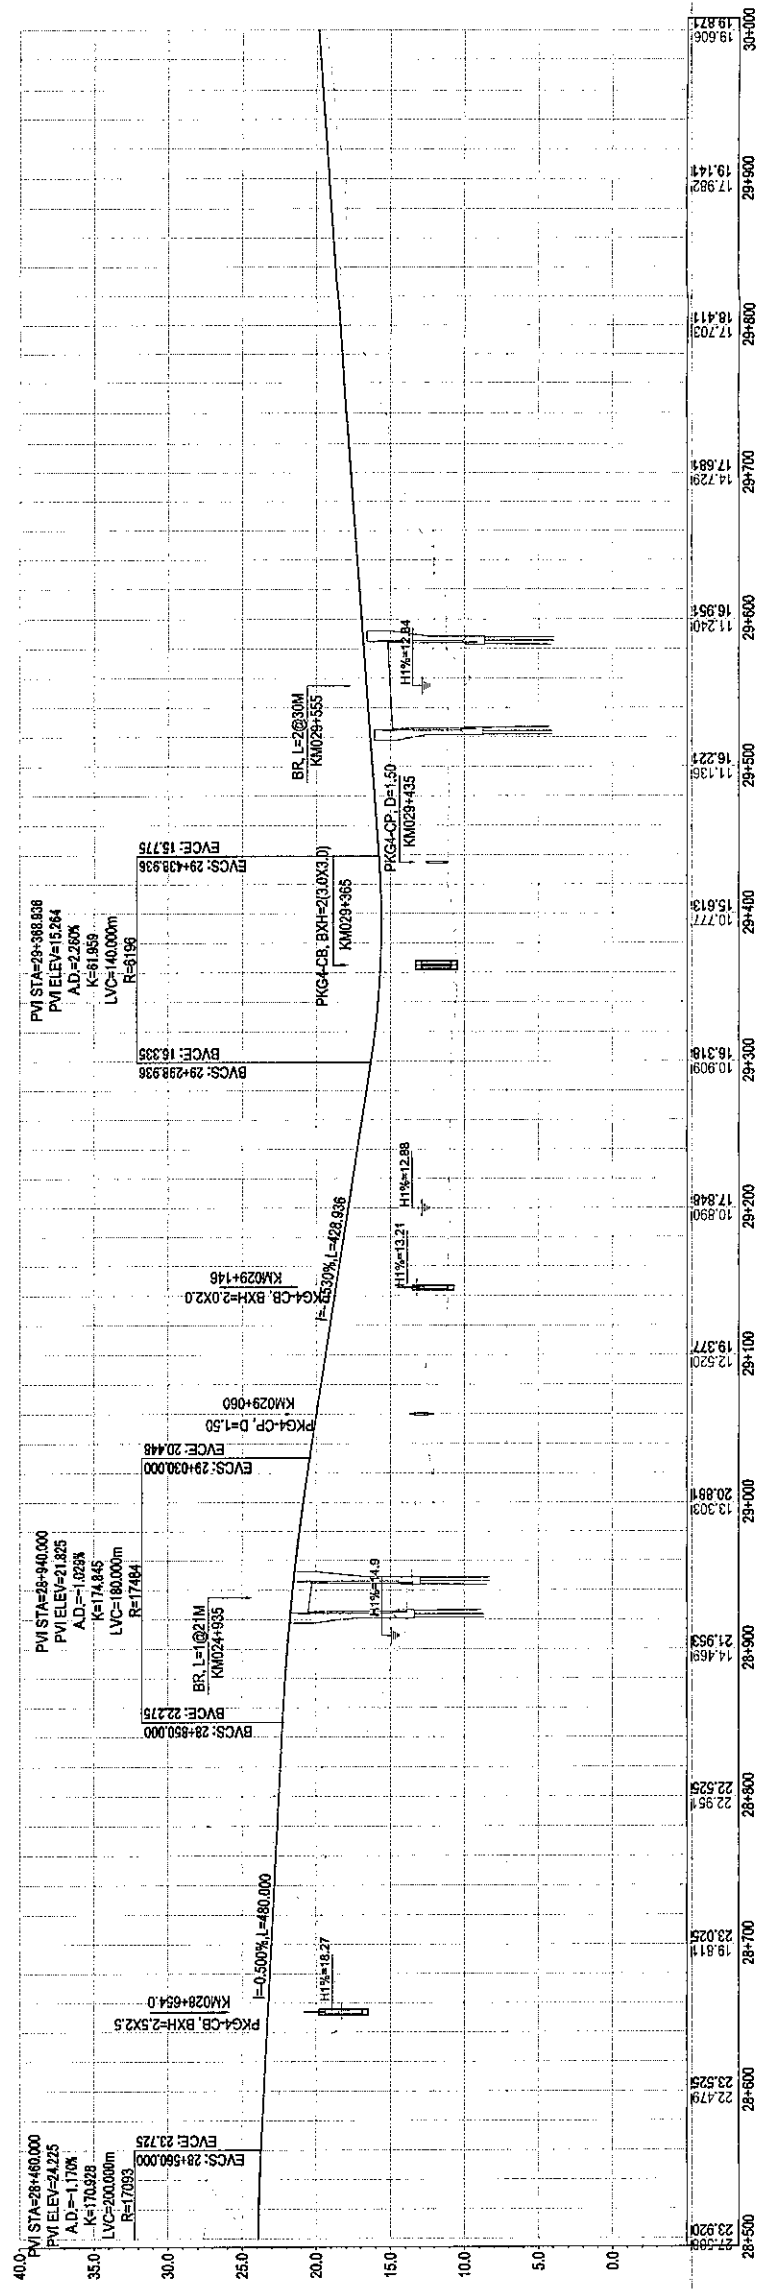 40.0
35.0
30.0
25.0
20.0
15.0
10.0
5.0
0.0
PVI STA=28+460.000
PVI ELEV=24.225
A.D.=-1.170%
K=170.928
LVC=200.000m
R=17093
EVCS: 28+560.000
EVCE: 23.725
PKG4-CB, BXH=2.5X2.5
KM028+654.0
H1%=18.27
I=-0.500%,L=480.000
PVI STA=28+940.000
PVI ELEV=21.825
A.D.=-1.029%
K=174.845
LVC=180.000m
R=17484
BVCS: 28+850.000
BVCE: 22.275
EVCS: 29+030.000
EVCE: 20.448
BR, L=1@21M
KM024+935
H1%=14.9
PKG4-CP, D=1.50
KM029+060
PKG4-CB, BXH=2.0X2.0
KM029+146
I=-1.530%,L=428.936
H1%=13.21
H1%=12.88
PVI STA=29+368.936
PVI ELEV=15.264
A.D.=2.260%
K=61.959
LVC=140.000m
R=6196
BVCS: 29+298.936
BVCE: 16.335
EVCS: 29+438.936
EVCE: 15.775
PKG4-CB, BXH=2(3.0X3.0)
KM029+365
PKG4-CP, D=1.50
KM029+435
BR, L=2@30M
KM029+555
H1%=12.84
23.920 23.525 23.025 22.525 21.953 20.881 19.377 17.848 16.318 15.613 16.221 16.951 17.681 18.411 19.141 19.871
27.588 22.479 19.811 22.951 14.469 13.303 12.520 10.890 10.909 10.777 11.136 11.240 14.729 17.703 17.982 19.606
28+500 28+600 28+700 28+800 28+900 29+000 29+100 29+200 29+300 29+400 29+500 29+600 29+700 29+800 29+900 30+000